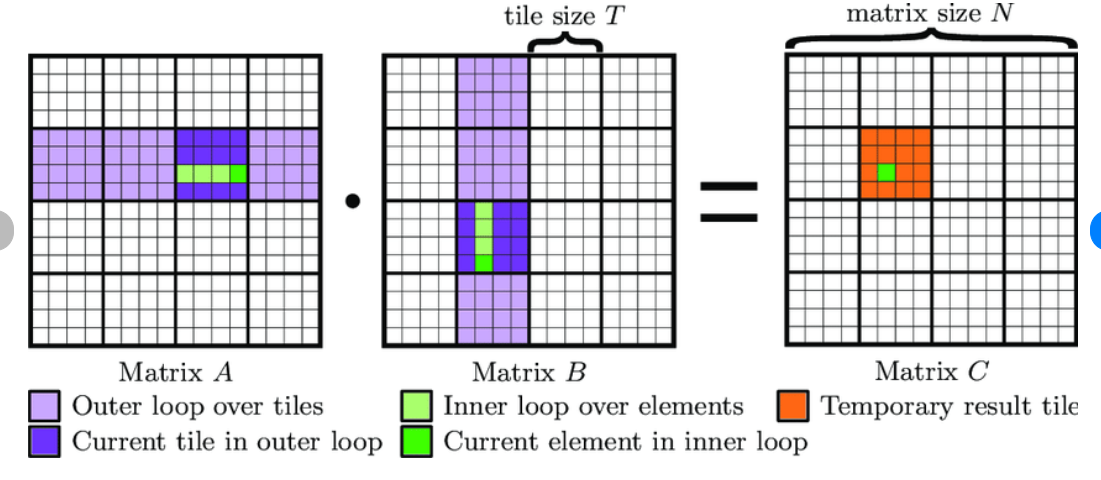 tile size T
matrix size N
Matrix A
Matrix B
Matrix C
Outer loop over tiles
Inner loop over elements
Temporary result tile
Current tile in outer loop
Current element in inner loop